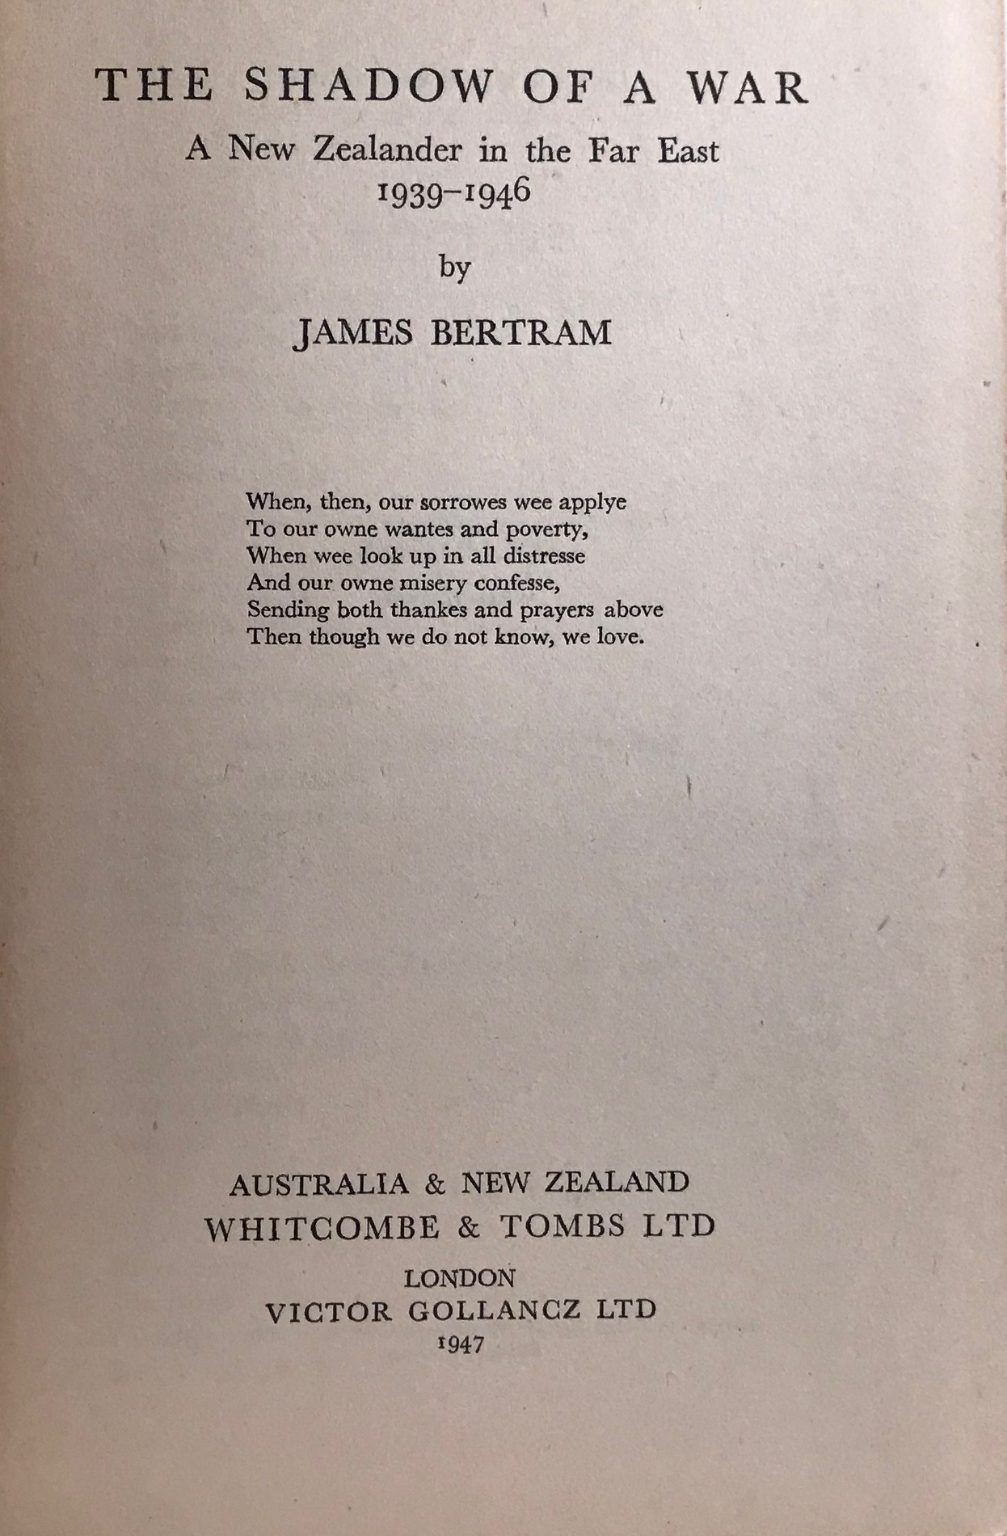 THE SHADOW OF A WAR
A New Zealander in the Far East
1939–1946
by
JAMES BERTRAM
When, then, our sorrowes wee applye
To our owne wantes and poverty,
When wee look up in all distresse
And our owne misery confesse,
Sending both thankes and prayers above
Then though we do not know, we love.
AUSTRALIA & NEW ZEALAND
WHITCOMBE & TOMBS LTD
LONDON
VICTOR GOLLANCZ LTD
1947